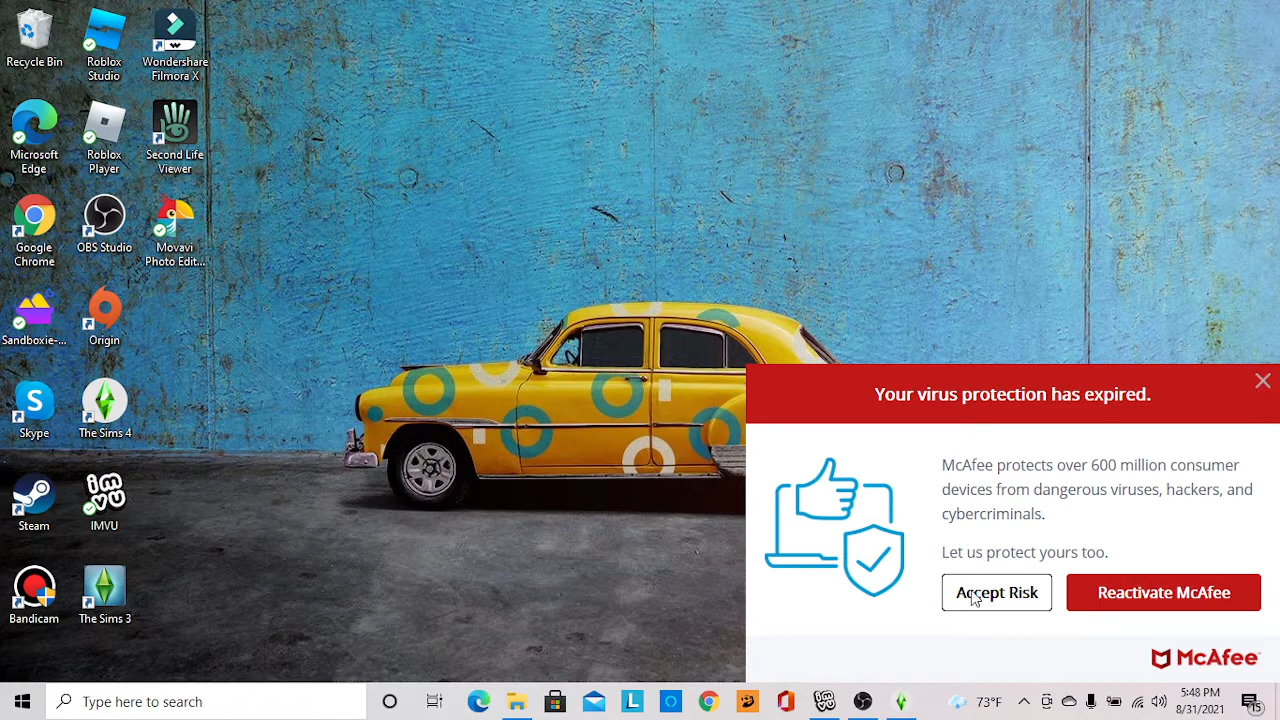 Recycle Bin
Roblox
Studio
Wondershare
Filmora X
Microsoft
Edge
Roblox
Player
Second Life
Viewer
Google
Chrome
OBS Studio
Movavi
Photo Edit...
Sandboxie-...
Origin
Skype
The Sims 4
Steam
IMVU
Bandicam
The Sims 3
Your virus protection has expired.
McAfee protects over 600 million consumer
devices from dangerous viruses, hackers, and
cybercriminals.
Let us protect yours too.
Accept Risk
Reactivate McAfee
McAfee
Type here to search
73°F
5:48 PM
8/31/2021
15